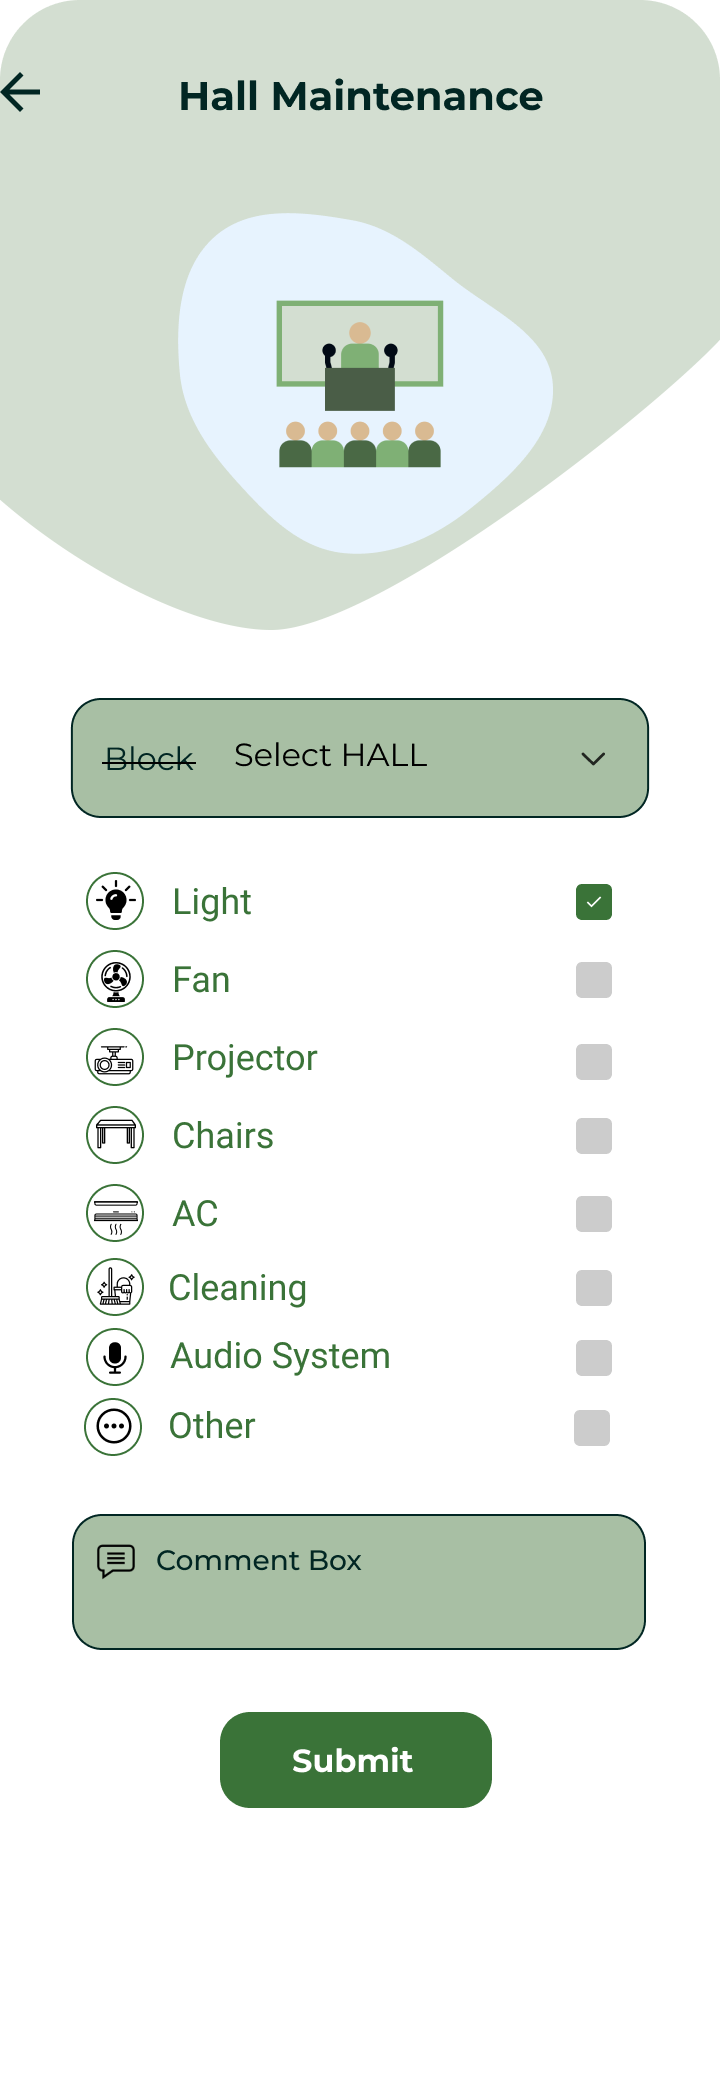 Hall Maintenance
Block Select HALL
Light
Fan
Projector
Chairs
AC
Cleaning
Audio System
Other
Comment Box
Submit